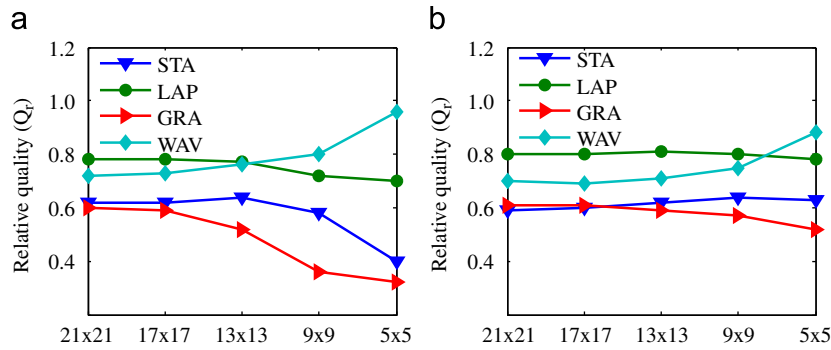 a
Relative quality (Qr)
1.2
1.0
0.8
0.6
0.4
STA
LAP
GRA
WAV
21x21 17x17 13x13 9x9 5x5
b
Relative quality (Qr)
1.2
1.0
0.8
0.6
0.4
STA
LAP
GRA
WAV
21x21 17x17 13x13 9x9 5x5